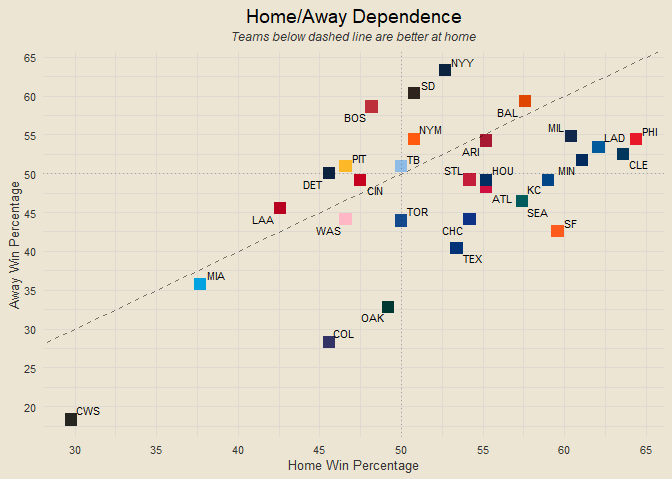 Home/Away Dependence
Teams below dashed line are better at home
65
NYY
60
SD
BOS
BAL
55
NYM
MIL
LAD
PHI
ARI
PIT
TB
CLE
50
STL
HOU
MIN
DET
CIN
KC
ATL
45
LAA
WAS
TOR
SEA
CHC
SF
40
TEX
MIA
35
OAK
30
COL
25
20
CWS
30
35
40
45
50
55
60
65
Home Win Percentage
Away Win Percentage